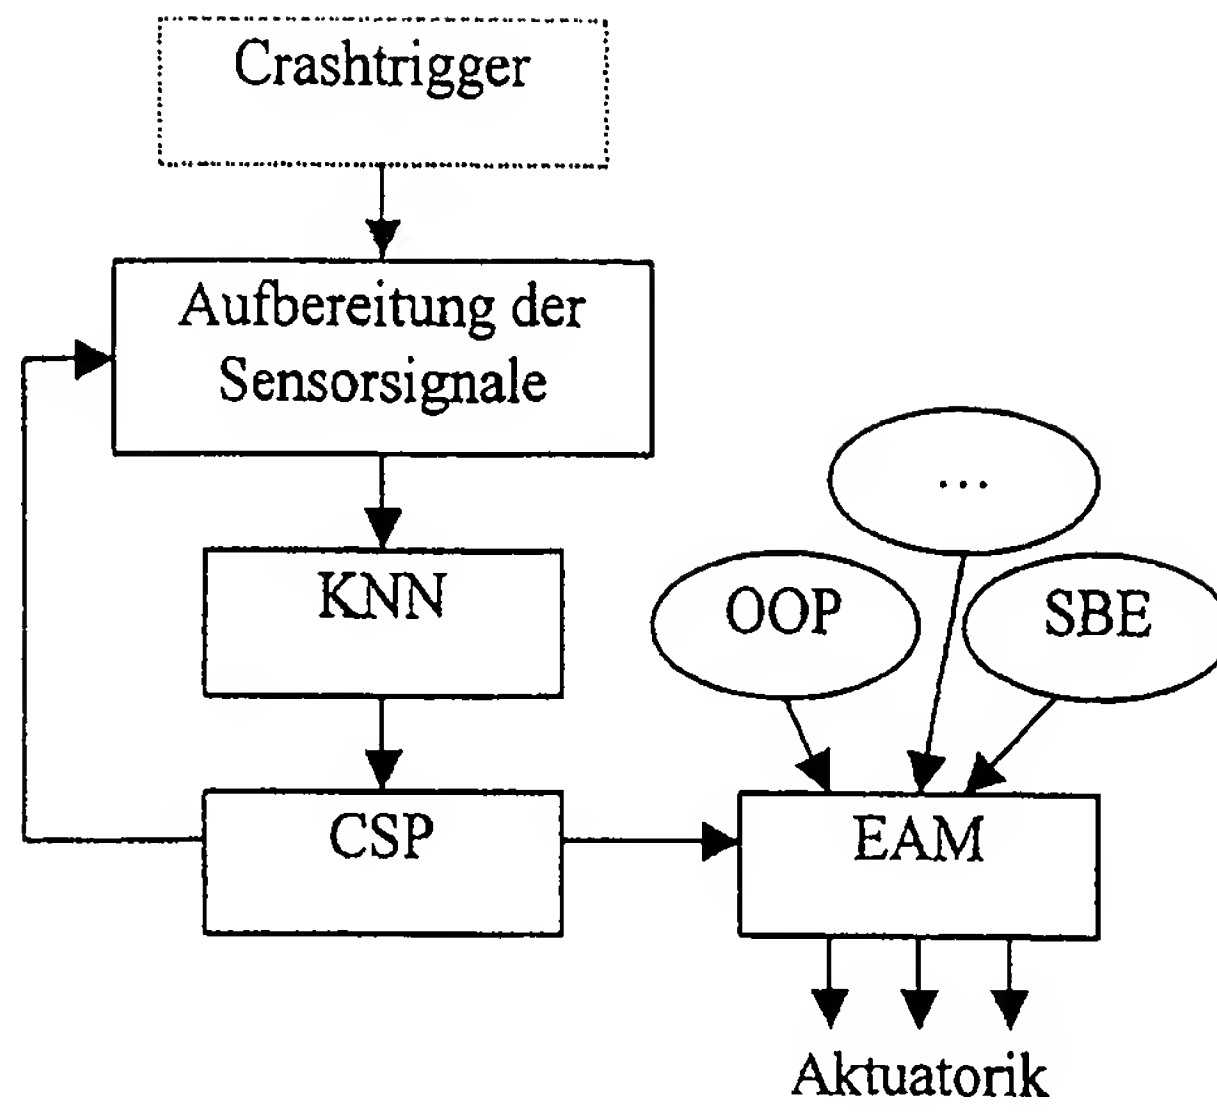 Crashtrigger
Aufbereitung der
Sensorsignale
...
KNN
OOP
SBE
CSP
EAM
Aktuatorik